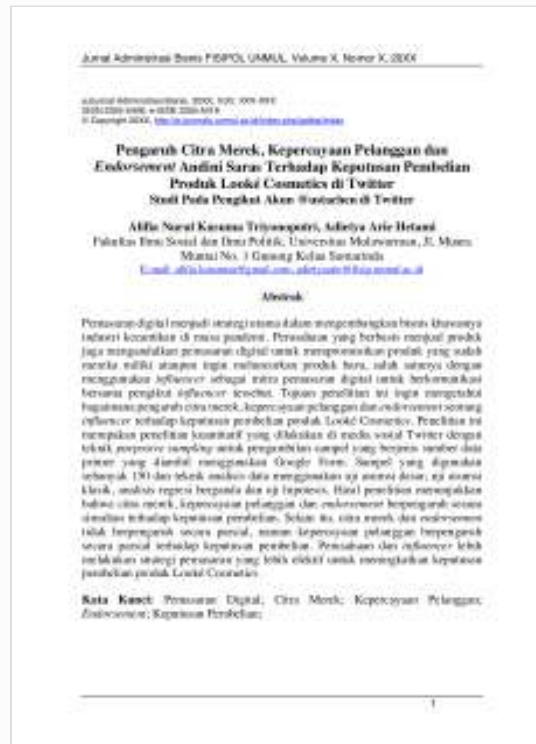 Jurnal Administrasi Bisnis FISIPOL UNMUL, Volume X, Nomor X, 20XX
© Copyright 20XX,
Pengaruh Citra Merek, Kepercayaan Pelanggan dan
Endorsement Andini Saras Terhadap Keputusan Pembelian
Produk Looké Cosmetics di Twitter
Studi Pada Pengikut Akun @astachen di Twitter
Alifia Nurul Kusuma Triyonoputri, Adietya Arie Hetami
Fakultas Ilmu Sosial dan Ilmu Politik, Universitas Mulawarman, Jl. Muara
Muntai No. 1 Gunung Kelua Samarinda
Abstrak
Pemasaran digital menjadi strategi utama dalam mengembangkan bisnis khususnya
industri kecantikan di masa pandemi. Perusahaan yang berbasis menjual produk
juga mengandalkan pemasaran digital untuk mempromosikan produk yang sudah
mereka miliki ataupun ingin meluncurkan produk baru, salah satunya dengan
menggunakan influencer sebagai mitra pemasaran digital untuk berkomunikasi
bersama pengikut influencer tersebut. Tujuan penelitian ini ingin mengetahui
bagaimana pengaruh citra merek, kepercayaan pelanggan dan endorsement seorang
influencer terhadap keputusan pembelian produk Looké Cosmetics. Penelitian ini
merupakan penelitian kuantitatif yang dilakukan di media sosial Twitter dengan
teknik purposive sampling untuk pengambilan sampel yang berjenis sumber data
primer yang diambil menggunakan Google Form. Sampel yang digunakan
sebanyak 150 dan teknik analisis data menggunakan uji asumsi dasar, uji asumsi
klasik, analisis regresi berganda dan uji hipotesis. Hasil penelitian menunjukkan
bahwa citra merek, kepercayaan pelanggan dan endorsement berpengaruh secara
simultan terhadap keputusan pembelian. Selain itu, citra merek dan endorsement
tidak berpengaruh secara parsial, namun kepercayaan pelanggan berpengaruh
secara parsial terhadap keputusan pembelian. Perusahaan dan influencer lebih
melakukan strategi pemasaran yang lebih efektif untuk meningkatkan keputusan
pembelian produk Looké Cosmetics.
Kata Kunci: Pemasaran Digital; Citra Merek; Kepercayaan Pelanggan;
Endorsement; Keputusan Pembelian;
1